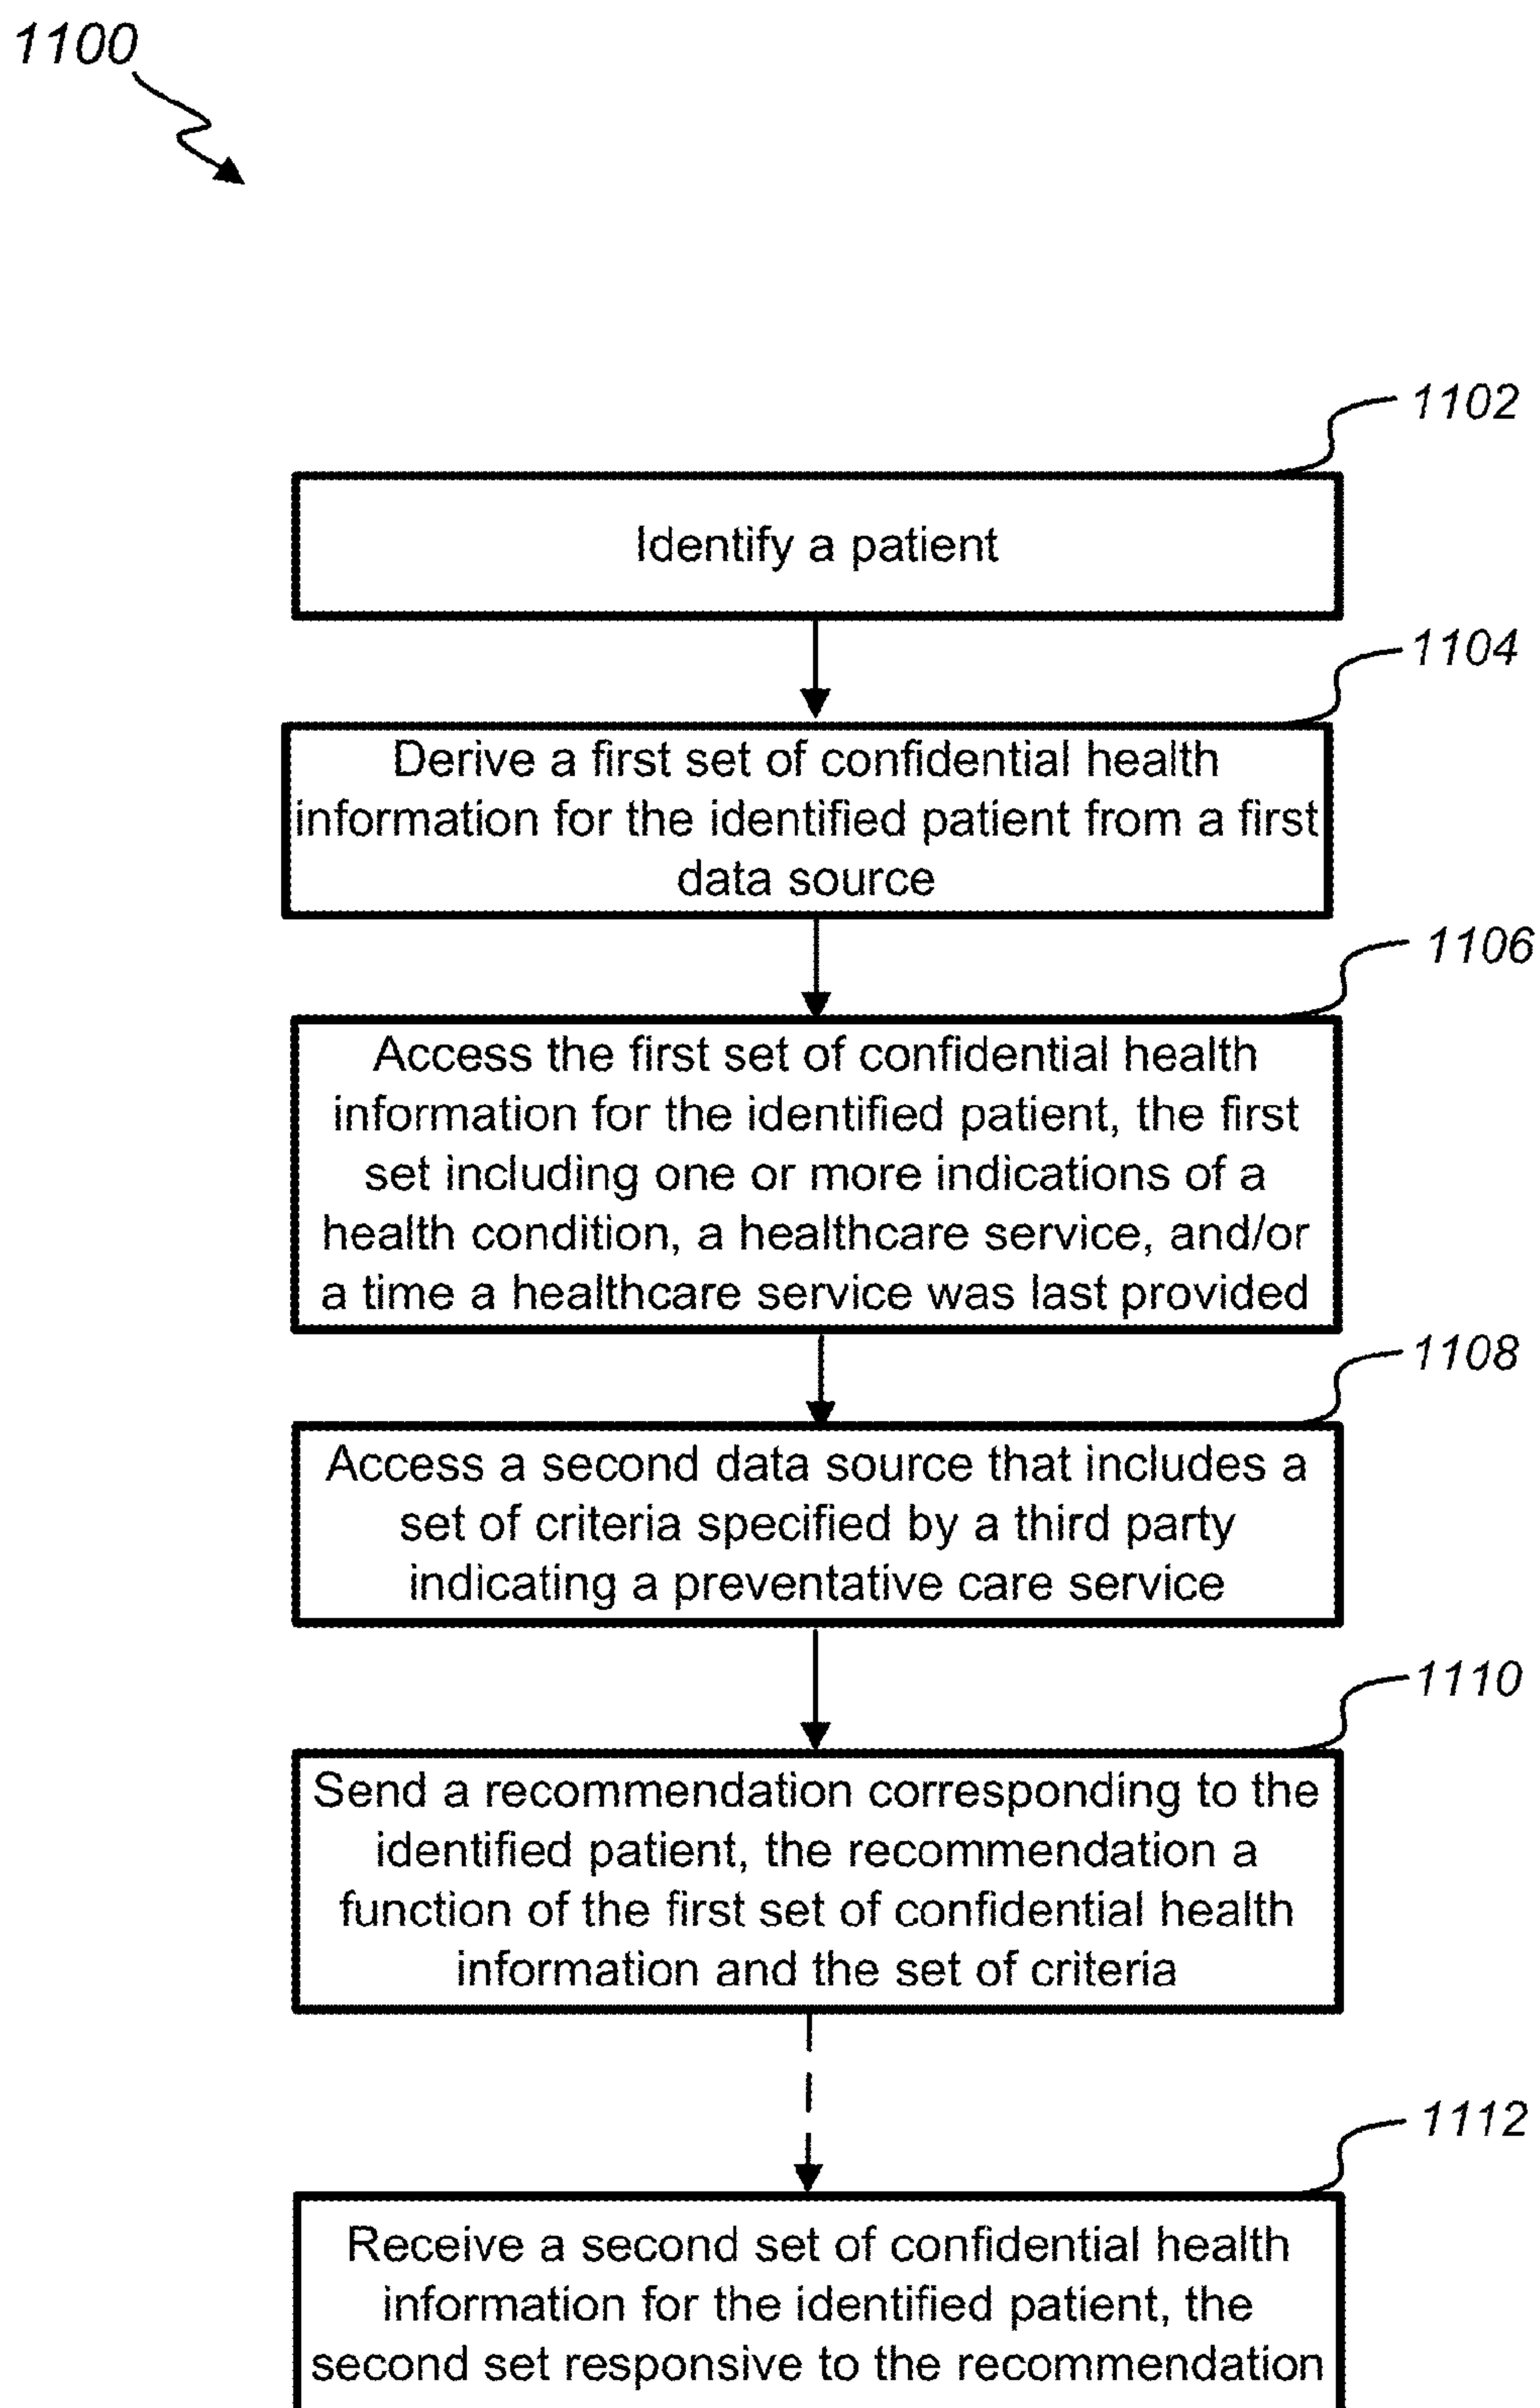 1100
1102
Identify a patient
1104
Derive a first set of confidential health
information for the identified patient from a first
data source
1106
Access the first set of confidential health
information for the identified patient, the first
set including one or more indications of a
health condition, a healthcare service, and/or
a time a healthcare service was last provided
1108
Access a second data source that includes a
set of criteria specified by a third party
indicating a preventative care service
1110
Send a recommendation corresponding to the
identified patient, the recommendation a
function of the first set of confidential health
information and the set of criteria
1112
Receive a second set of confidential health
information for the identified patient, the
second set responsive to the recommendation